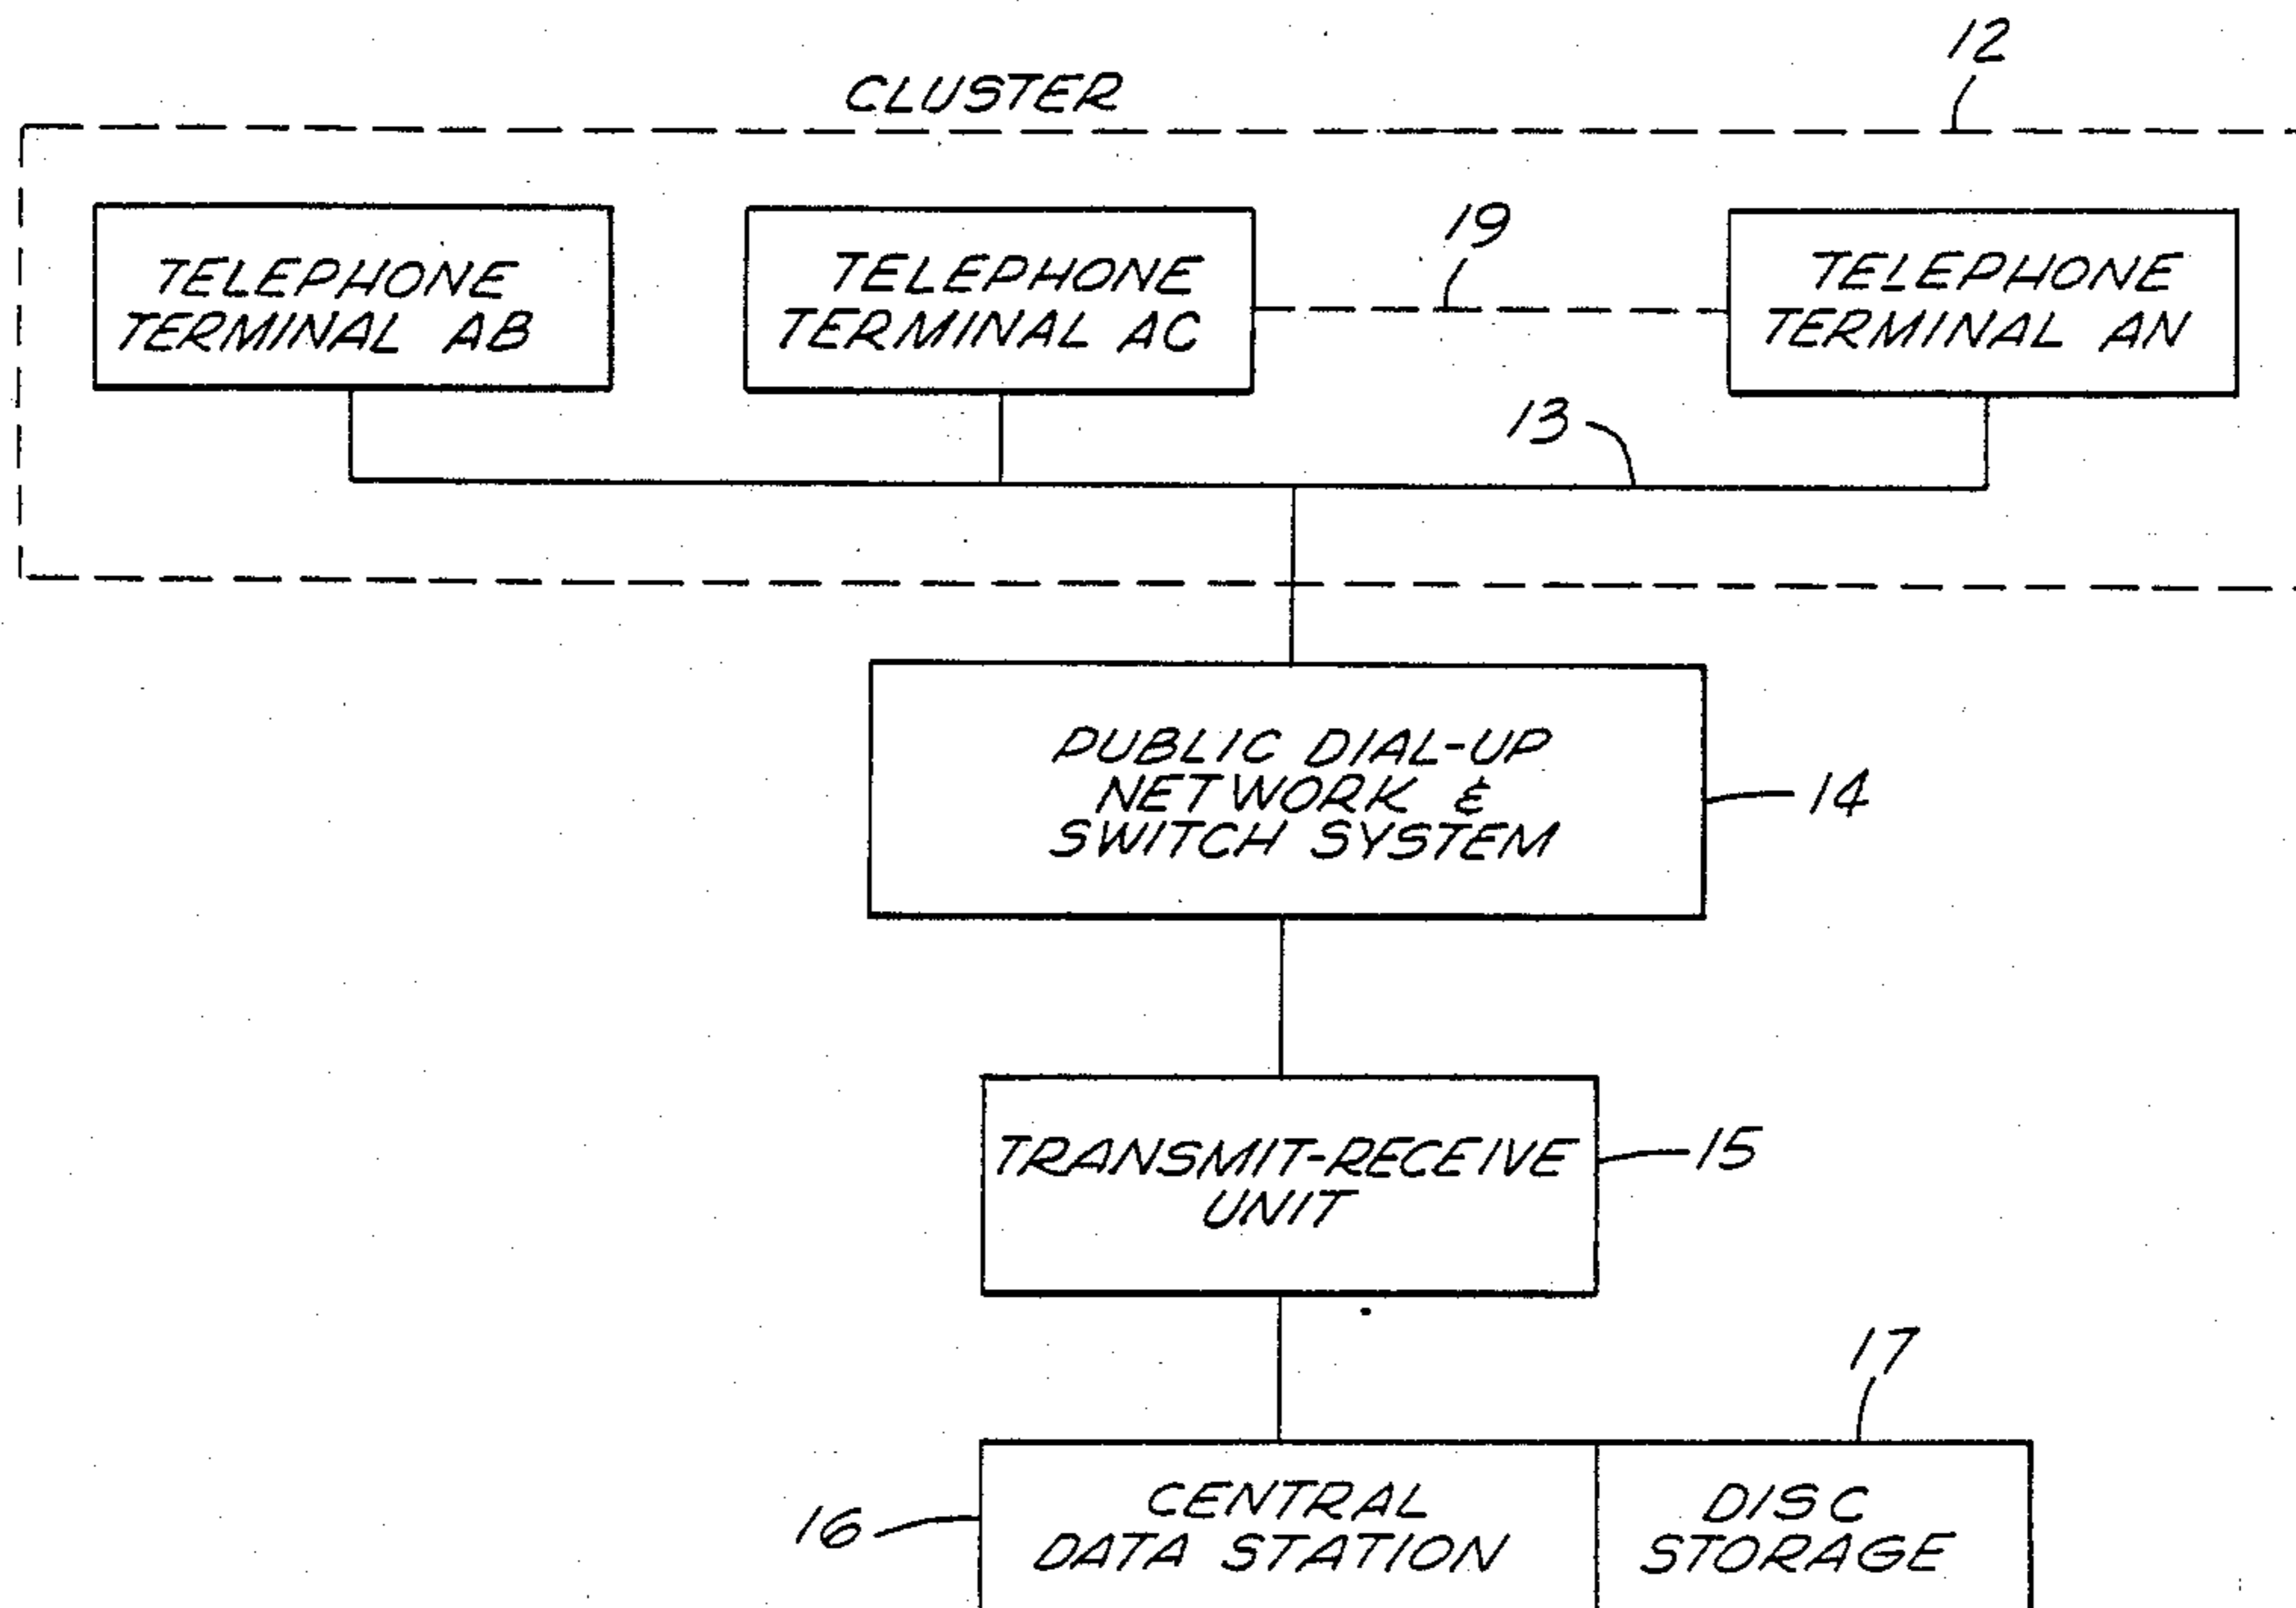 12
CLUSTER
TELEPHONE
TERMINAL AB
TELEPHONE
TERMINAL AC
19
TELEPHONE
TERMINAL AN
13
PUBLIC DIAL-UP
NETWORK &
SWITCH SYSTEM
14
TRANSMIT-RECEIVE
UNIT
15
17
16
CENTRAL
DATA STATION
DISC
STORAGE